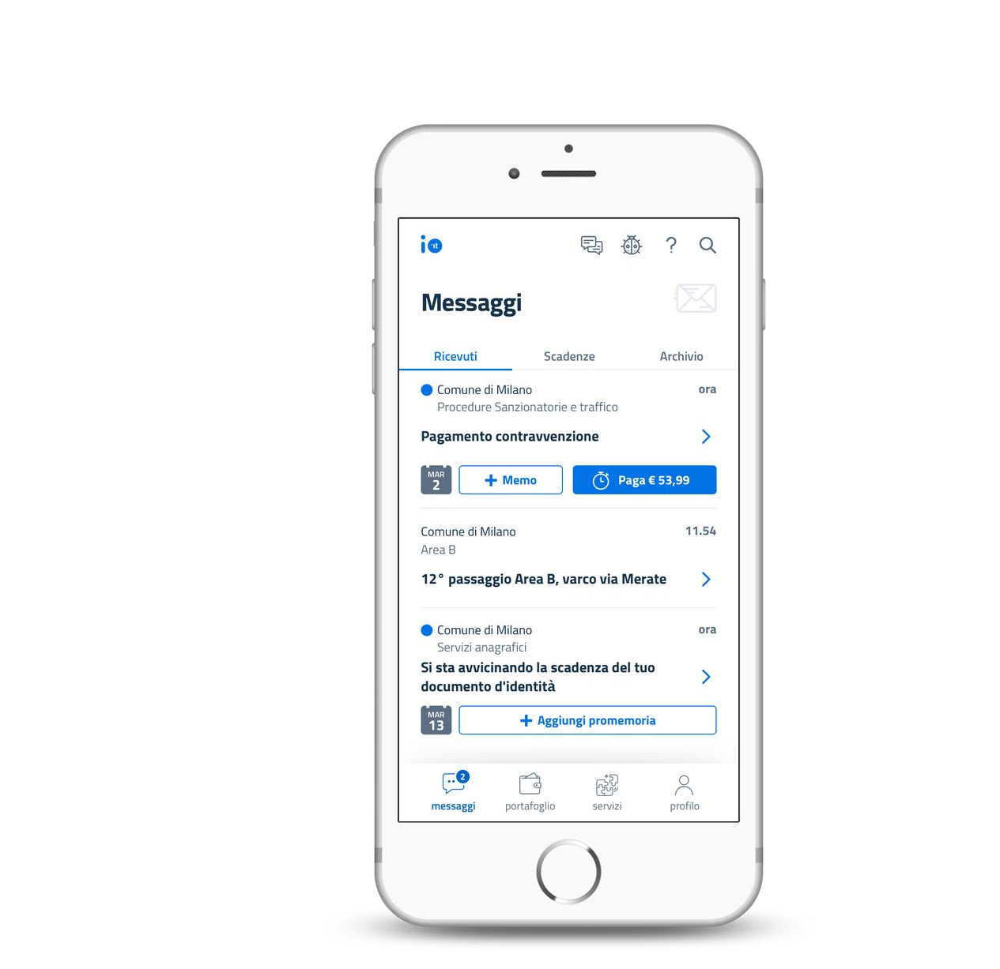 io it
Messaggi
Ricevuti Scadenze Archivio
Comune di Milano ora
Procedure Sanzionatorie e traffico
Pagamento contravvenzione
MAR
2
+ Memo
Paga € 53,99
Comune di Milano 11.54
Area B
12° passaggio Area B, varco via Merate
Comune di Milano ora
Servizi anagrafici
Si sta avvicinando la scadenza del tuo
documento d'identità
MAR
13
+ Aggiungi promemoria
2
messaggi portafoglio servizi profilo